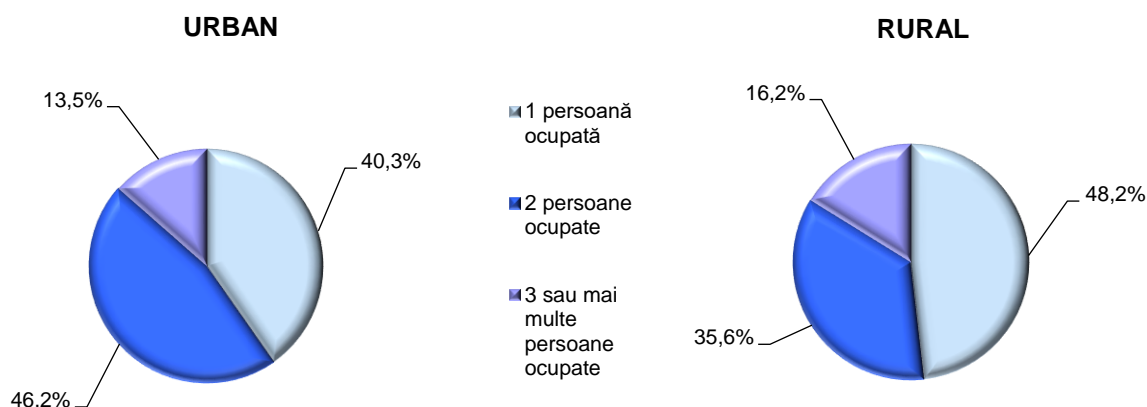 URBAN
13,5%
40,3%
46,2%
1 persoană
ocupată
2 persoane
ocupate
3 sau mai
multe
persoane
ocupate
RURAL
16,2%
48,2%
35,6%